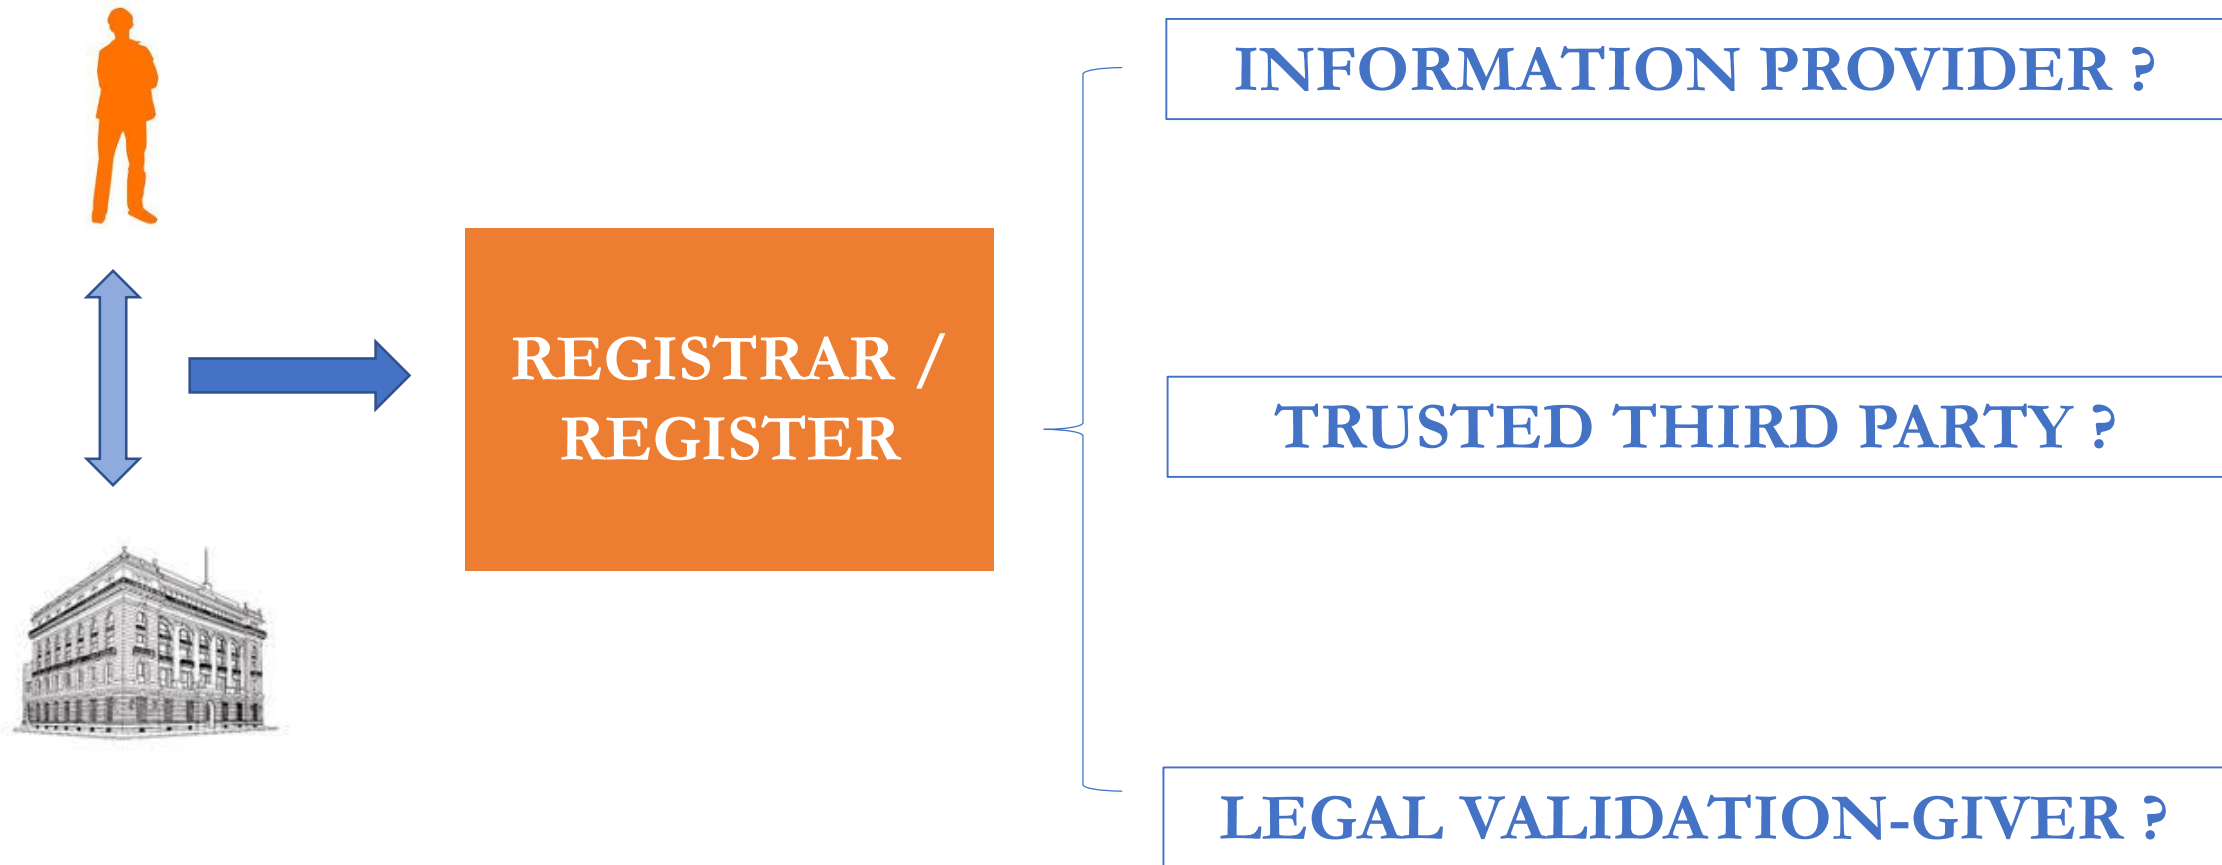 INFORMATION PROVIDER ?
REGISTRAR /
REGISTER
TRUSTED THIRD PARTY ?
LEGAL VALIDATION-GIVER ?